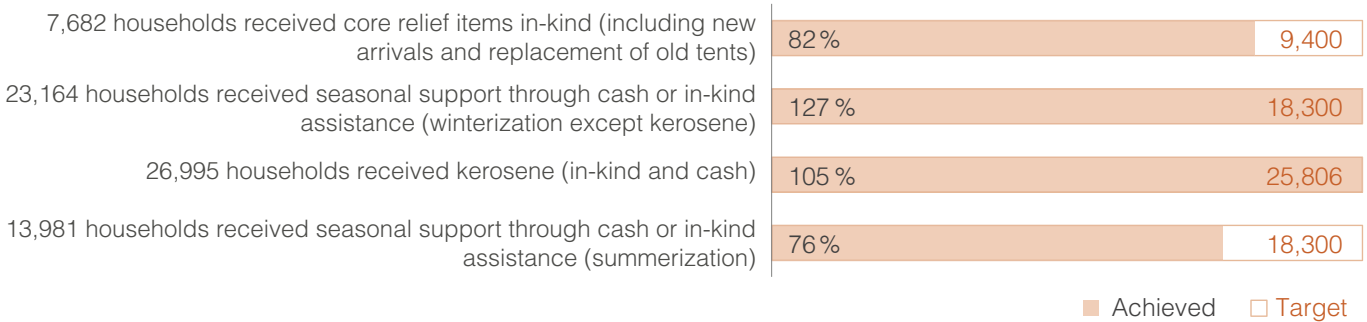 7,682 households received core relief items in-kind (including new
arrivals and replacement of old tents)
82%
9,400
23,164 households received seasonal support through cash or in-kind
assistance (winterization except kerosene)
127%
18,300
26,995 households received kerosene (in-kind and cash)
105%
25,806
13,981 households received seasonal support through cash or in-kind
assistance (summerization)
76%
18,300
Achieved
Target